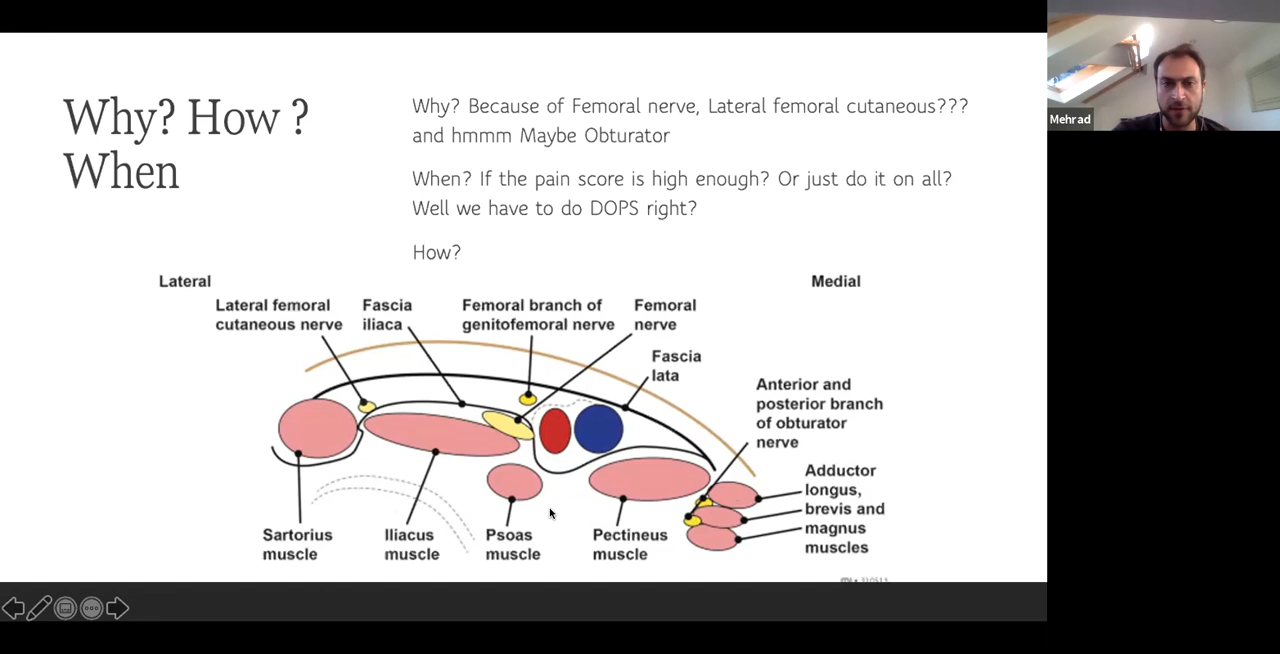 Why? How ?
When
Why? Because of Femoral nerve, Lateral femoral cutaneous???
and hmmm Maybe Obturator
When? If the pain score is high enough? Or just do it on all?
Well we have to do DOPS right?
How?
Lateral
Medial
Lateral femoral
cutaneous nerve
Fascia
iliaca
Femoral branch of
genitofemoral nerve
Femoral
nerve
Fascia
lata
Anterior and
posterior branch
of obturator
nerve
Adductor
longus,
brevis and
magnus
muscles
Sartorius
muscle
Iliacus
muscle
Psoas
muscle
Pectineus
muscle
Mehrad